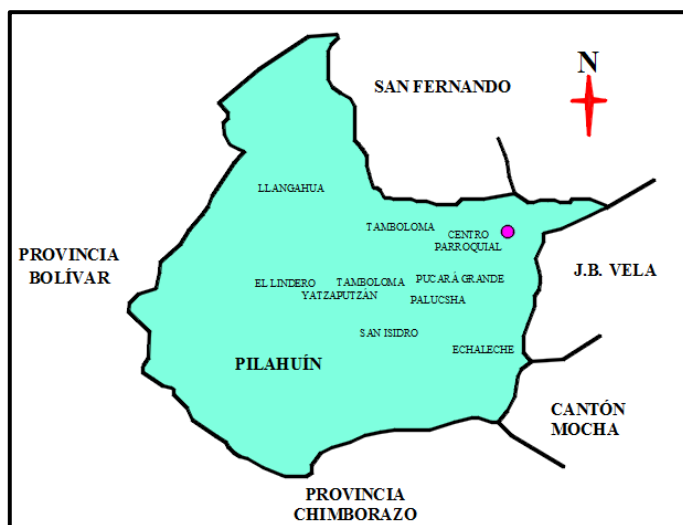 N
SAN FERNANDO
LLANGAHUA
TAMBOLOMA
CENTRO
PARROQUIAL
PROVINCIA
BOLÍVAR
J.B. VELA
EL LINDERO
TAMBOLOMA
PUCARÁ GRANDE
YATZAPUTZÁN
PALUCSHA
SAN ISIDRO
ECHALECHE
PILAHUÍN
CANTÓN
MOCHA
PROVINCIA
CHIMBORAZO